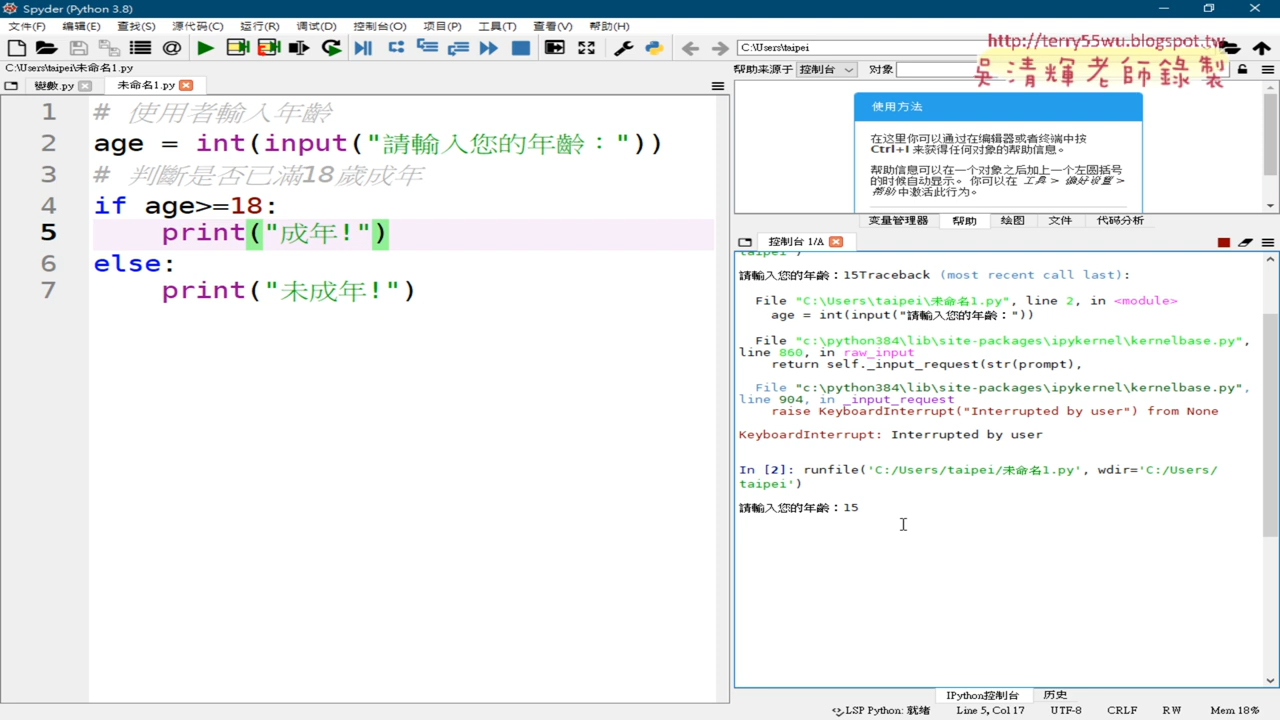 Spyder (Python 3.8)
文件(F) 编辑(E) 查找(S) 源代码(C) 运行(R) 调试(D) 控制台(O) 项目(P) 工具(T) 查看(V) 帮助(H)
C:\Users\taipei
http://terry55wu.blogspot.tw
吳清輝老師錄製
C:\Users\taipei\未命名1.py
帮助来源于 控制台 对象
變數.py 未命名1.py
1 # 使用者輸入年齡
2 age = int(input("請輸入您的年齡："))
3 # 判斷是否已滿18歲成年
4 if age>=18:
5 print("成年!")
6 else:
7 print("未成年!")
使用方法
在这里你可以通过在编辑器或者终端中按
Ctrl+I 来获得任何对象的帮助信息。
帮助信息可以在一个对象之后加上一个左圆括号
的时候自动显示。 你可以在 工具 > 偏好设置 >
帮助 中激活此行为。
变量管理器 帮助 绘图 文件 代码分析
控制台 1/A
taipei')
請輸入您的年齡：15Traceback (most recent call last):
File "C:\Users\taipei\未命名1.py", line 2, in <module>
age = int(input("請輸入您的年齡："))
File "c:\python384\lib\site-packages\ipykernel\kernelbase.py",
line 860, in raw_input
return self._input_request(str(prompt),
File "c:\python384\lib\site-packages\ipykernel\kernelbase.py",
line 904, in _input_request
raise KeyboardInterrupt("Interrupted by user") from None
KeyboardInterrupt: Interrupted by user
In [2]: runfile('C:/Users/taipei/未命名1.py', wdir='C:/Users/
taipei')
請輸入您的年齡：15
IPython控制台 历史
LSP Python: 就绪 Line 5, Col 17 UTF-8 CRLF RW Mem 18%